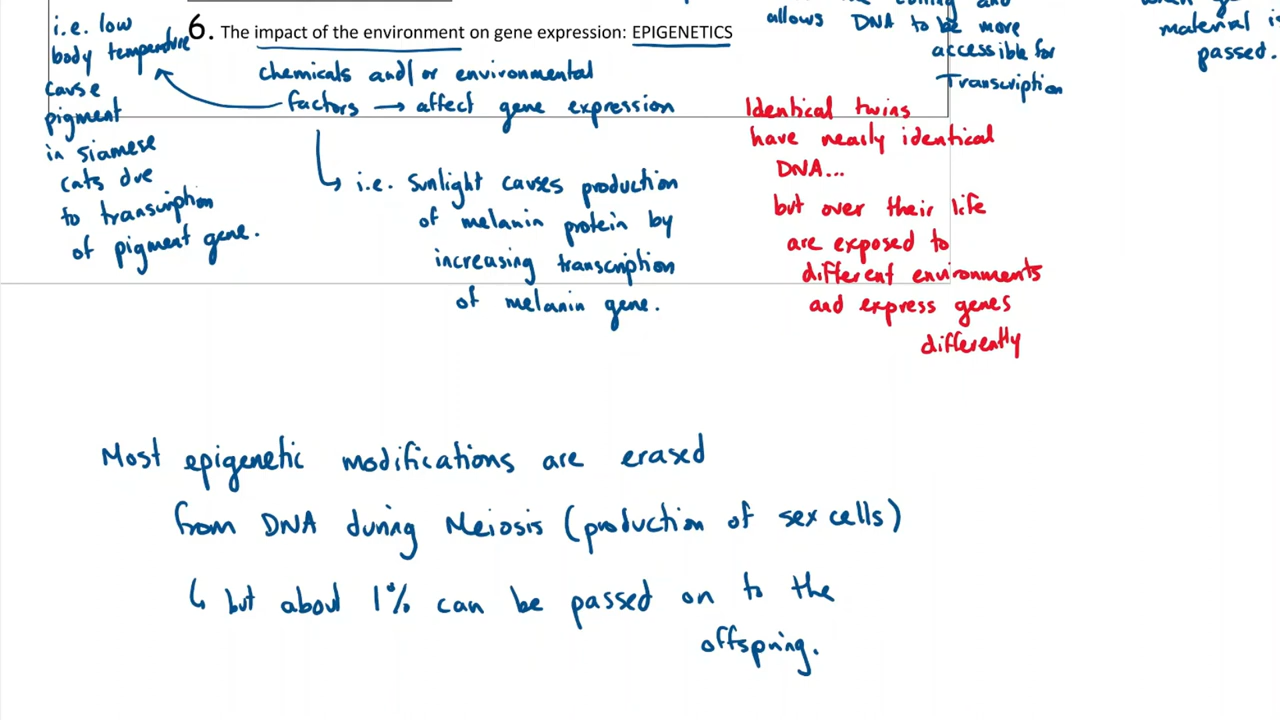 i.e. low
body temperature
cause
pigment
in siamese
cats due
to transcription
of pigment gene.
6. The impact of the environment on gene expression: EPIGENETICS
chemicals and/or environmental
factors → affect gene expression
↳ i.e. sunlight causes production
of melanin protein by
increasing transcription
of melanin gene.
allows DNA to be more
accessible for
Transcription
material is
passed.
Identical twins
have nearly identical
DNA...
but over their life
are exposed to
different environments
and express genes
differently
Most epigenetic modifications are erased
from DNA during Meiosis (production of sex cells)
↳ but about 1% can be passed on to the
offspring.